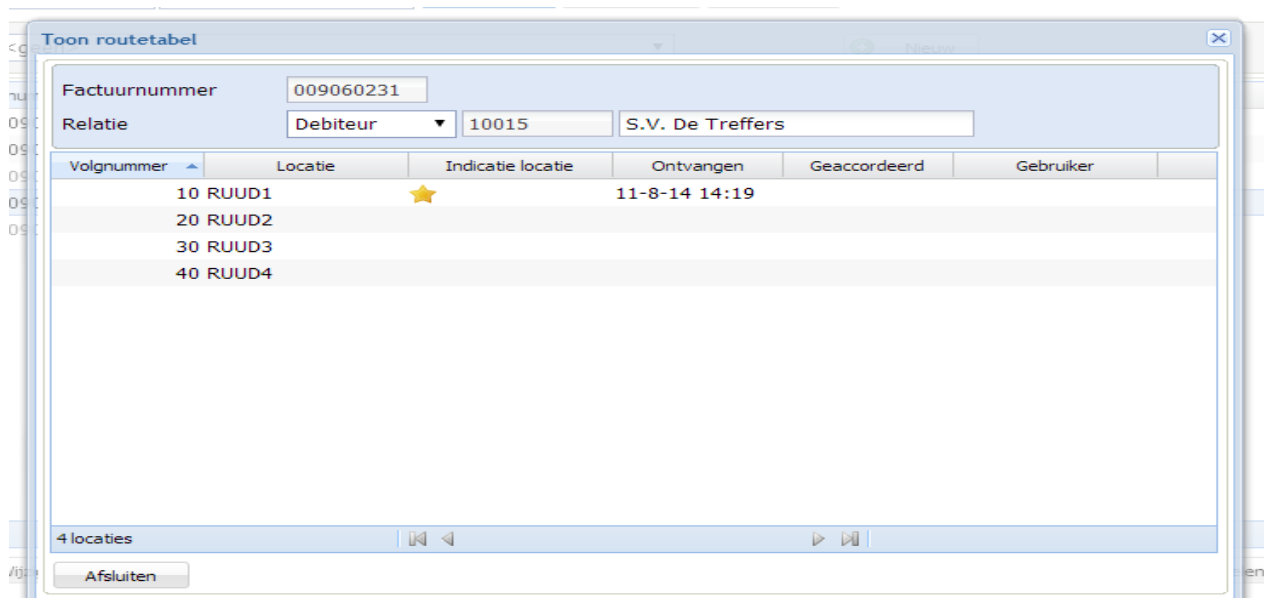 Toon routetabel
Nieuw
Factuurnummer 009060231
Relatie Debiteur 10015 S.V. De Treffers
Volgnummer Locatie Indicatie locatie Ontvangen Geaccordeerd Gebruiker
10 RUUD1 11-8-14 14:19
20 RUUD2
30 RUUD3
40 RUUD4
4 locaties
Afsluiten